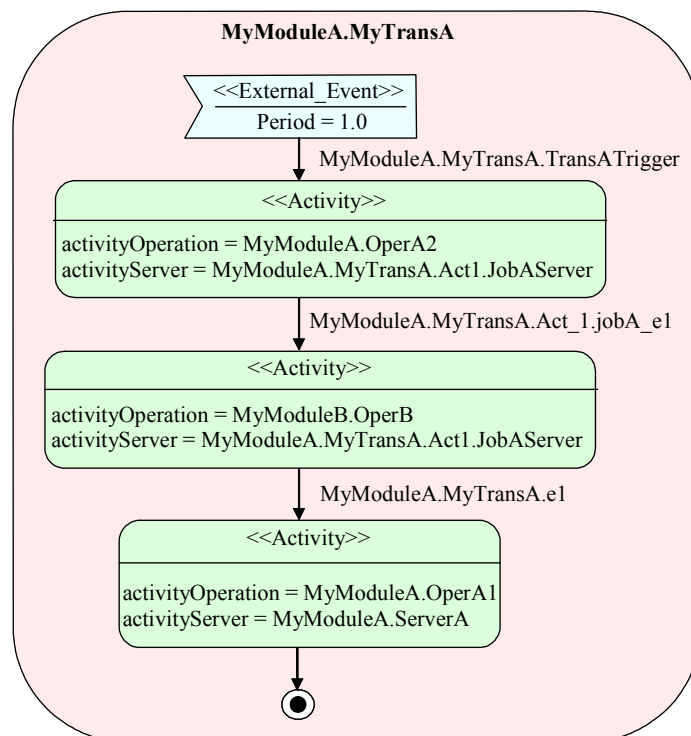 MyModuleA.MyTransA
<<External_Event>>
Period = 1.0
MyModuleA.MyTransA.TransATrigger
<<Activity>>
activityOperation = MyModuleA.OperA2
activityServer = MyModuleA.MyTransA.Act1.JobAServer
MyModuleA.MyTransA.Act_1.jobA_e1
<<Activity>>
activityOperation = MyModuleB.OperB
activityServer = MyModuleA.MyTransA.Act1.JobAServer
MyModuleA.MyTransA.e1
<<Activity>>
activityOperation = MyModuleA.OperA1
activityServer = MyModuleA.ServerA